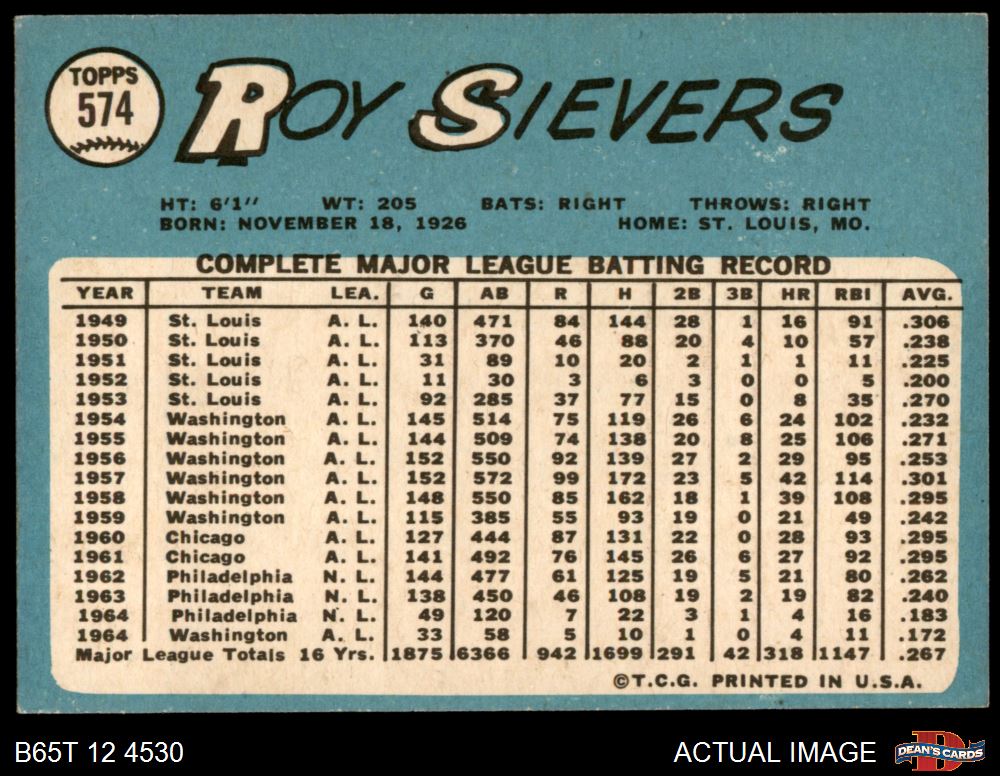 TOPPS
574
ROY SIEVERS
HT: 6'1" WT: 205 BATS: RIGHT THROWS: RIGHT
BORN: NOVEMBER 18, 1926 HOME: ST. LOUIS, MO.
COMPLETE MAJOR LEAGUE BATTING RECORD
YEAR TEAM LEA. G AB R H 2B 3B HR RBI AVG.
1949 St. Louis A. L. 140 471 84 144 28 1 16 91 .306
1950 St. Louis A. L. 113 370 46 88 20 4 10 57 .238
1951 St. Louis A. L. 31 89 10 20 2 1 1 11 .225
1952 St. Louis A. L. 11 30 3 6 3 0 0 5 .200
1953 St. Louis A. L. 92 285 37 77 15 0 8 35 .270
1954 Washington A. L. 145 514 75 119 26 6 24 102 .232
1955 Washington A. L. 144 509 74 138 20 8 25 106 .271
1956 Washington A. L. 152 550 92 139 27 2 29 95 .253
1957 Washington A. L. 152 572 99 172 23 5 42 114 .301
1958 Washington A. L. 148 550 85 162 18 1 39 108 .295
1959 Washington A. L. 115 385 55 93 19 0 21 49 .242
1960 Chicago A. L. 127 444 87 131 22 0 28 93 .295
1961 Chicago A. L. 141 492 76 145 26 6 27 92 .295
1962 Philadelphia N. L. 144 477 61 125 19 5 21 80 .262
1963 Philadelphia N. L. 138 450 46 108 19 2 19 82 .240
1964 Philadelphia N. L. 49 120 7 22 3 1 4 16 .183
1964 Washington A. L. 33 58 5 10 1 0 4 11 .172
Major League Totals 16 Yrs. 1875 6366 942 1699 291 42 318 1147 .267
©T.C.G. PRINTED IN U.S.A.
B65T 12 4530 ACTUAL IMAGE DEAN'S CARDS